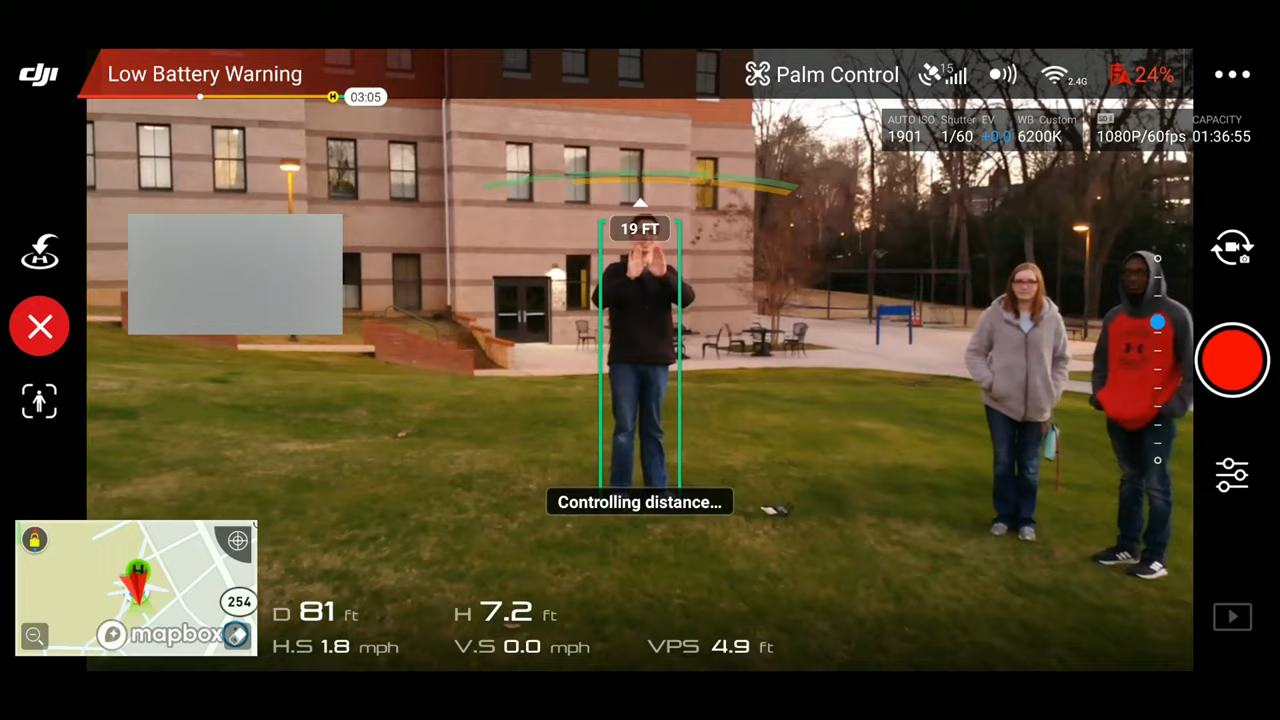 dji
Low Battery Warning
03:05
Palm Control
15
2.4G
24%
AUTO ISO
1901
Shutter
1/60
EV
+0.0
WB Custom
6200K
1080P/60fps
CAPACITY
01:36:55
H
19 FT
Controlling distance...
H
254
mapbox
D 81 ft
H 7.2 ft
H.S 1.8 mph
V.S 0.0 mph
VPS 4.9 ft